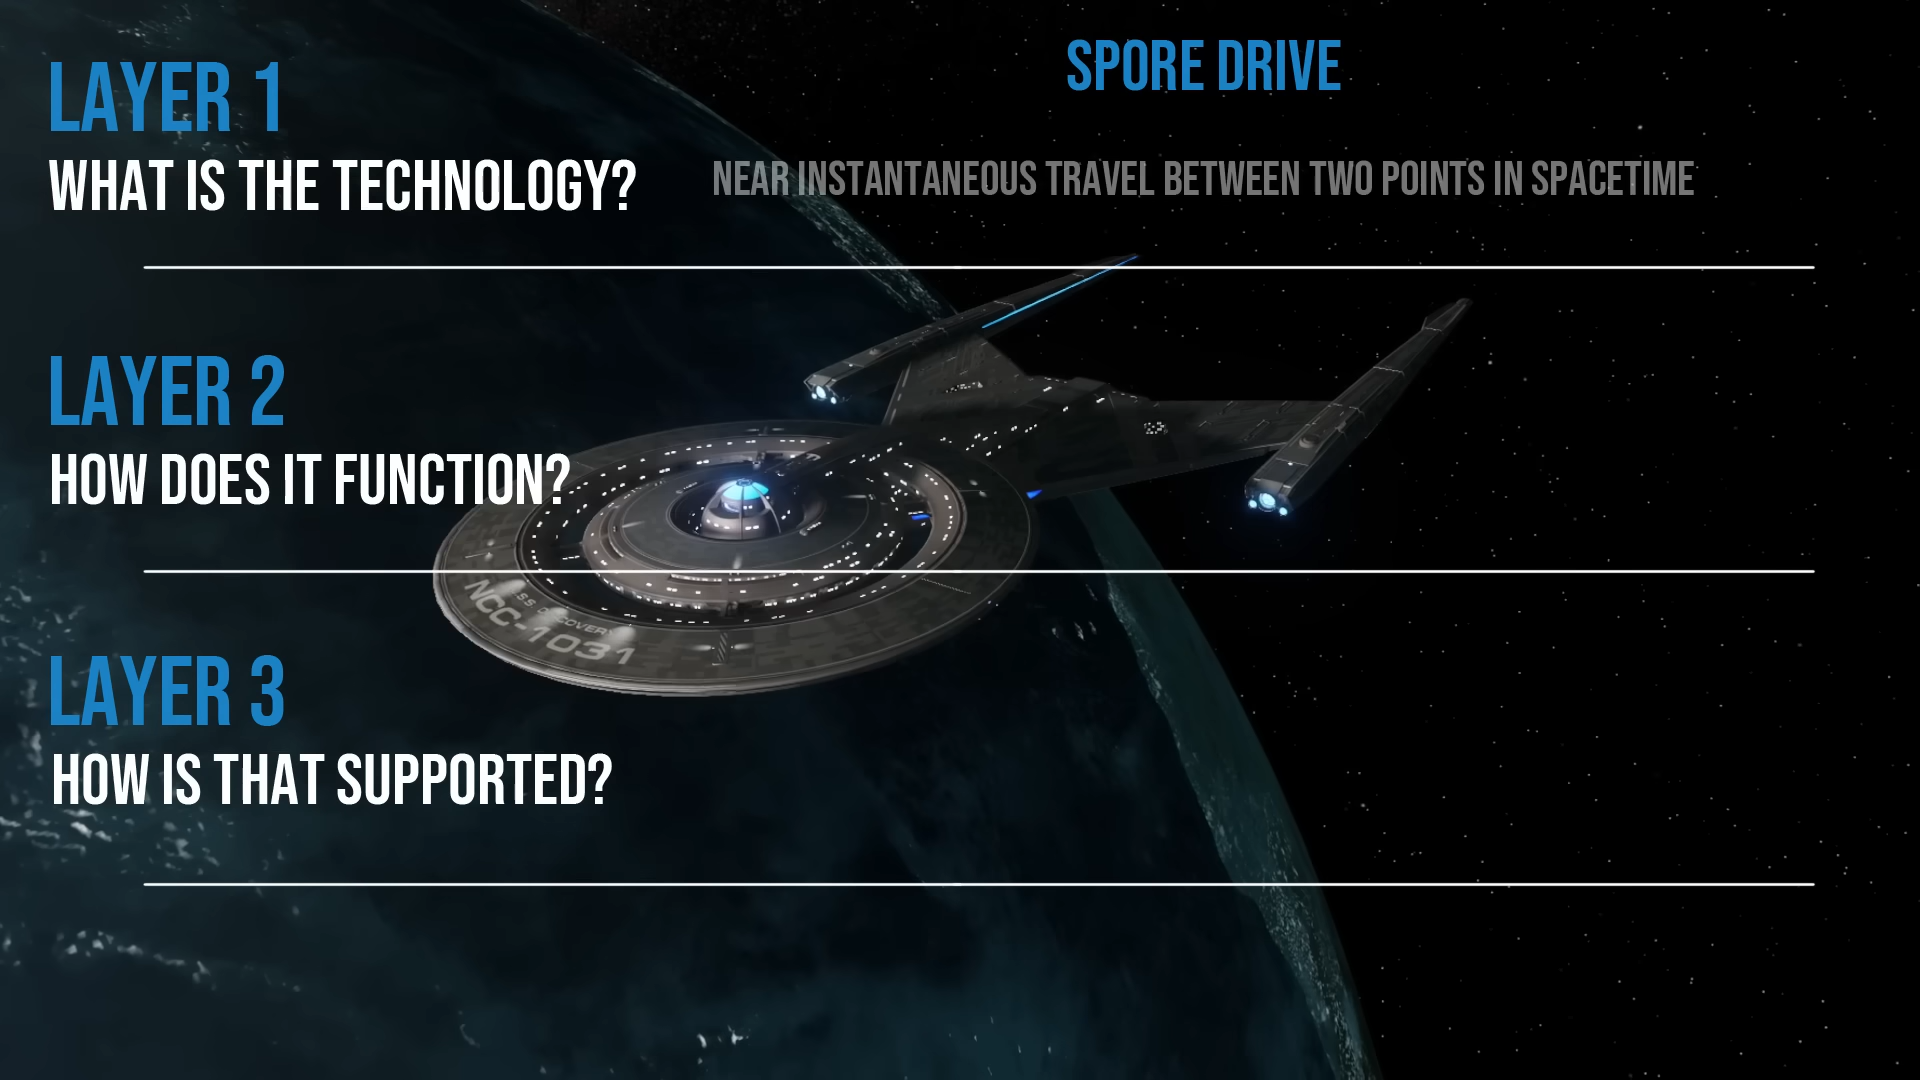 LAYER 1
WHAT IS THE TECHNOLOGY?
SPORE DRIVE
NEAR INSTANTANEOUS TRAVEL BETWEEN TWO POINTS IN SPACETIME
LAYER 2
HOW DOES IT FUNCTION?
NCC-1031
LAYER 3
HOW IS THAT SUPPORTED?